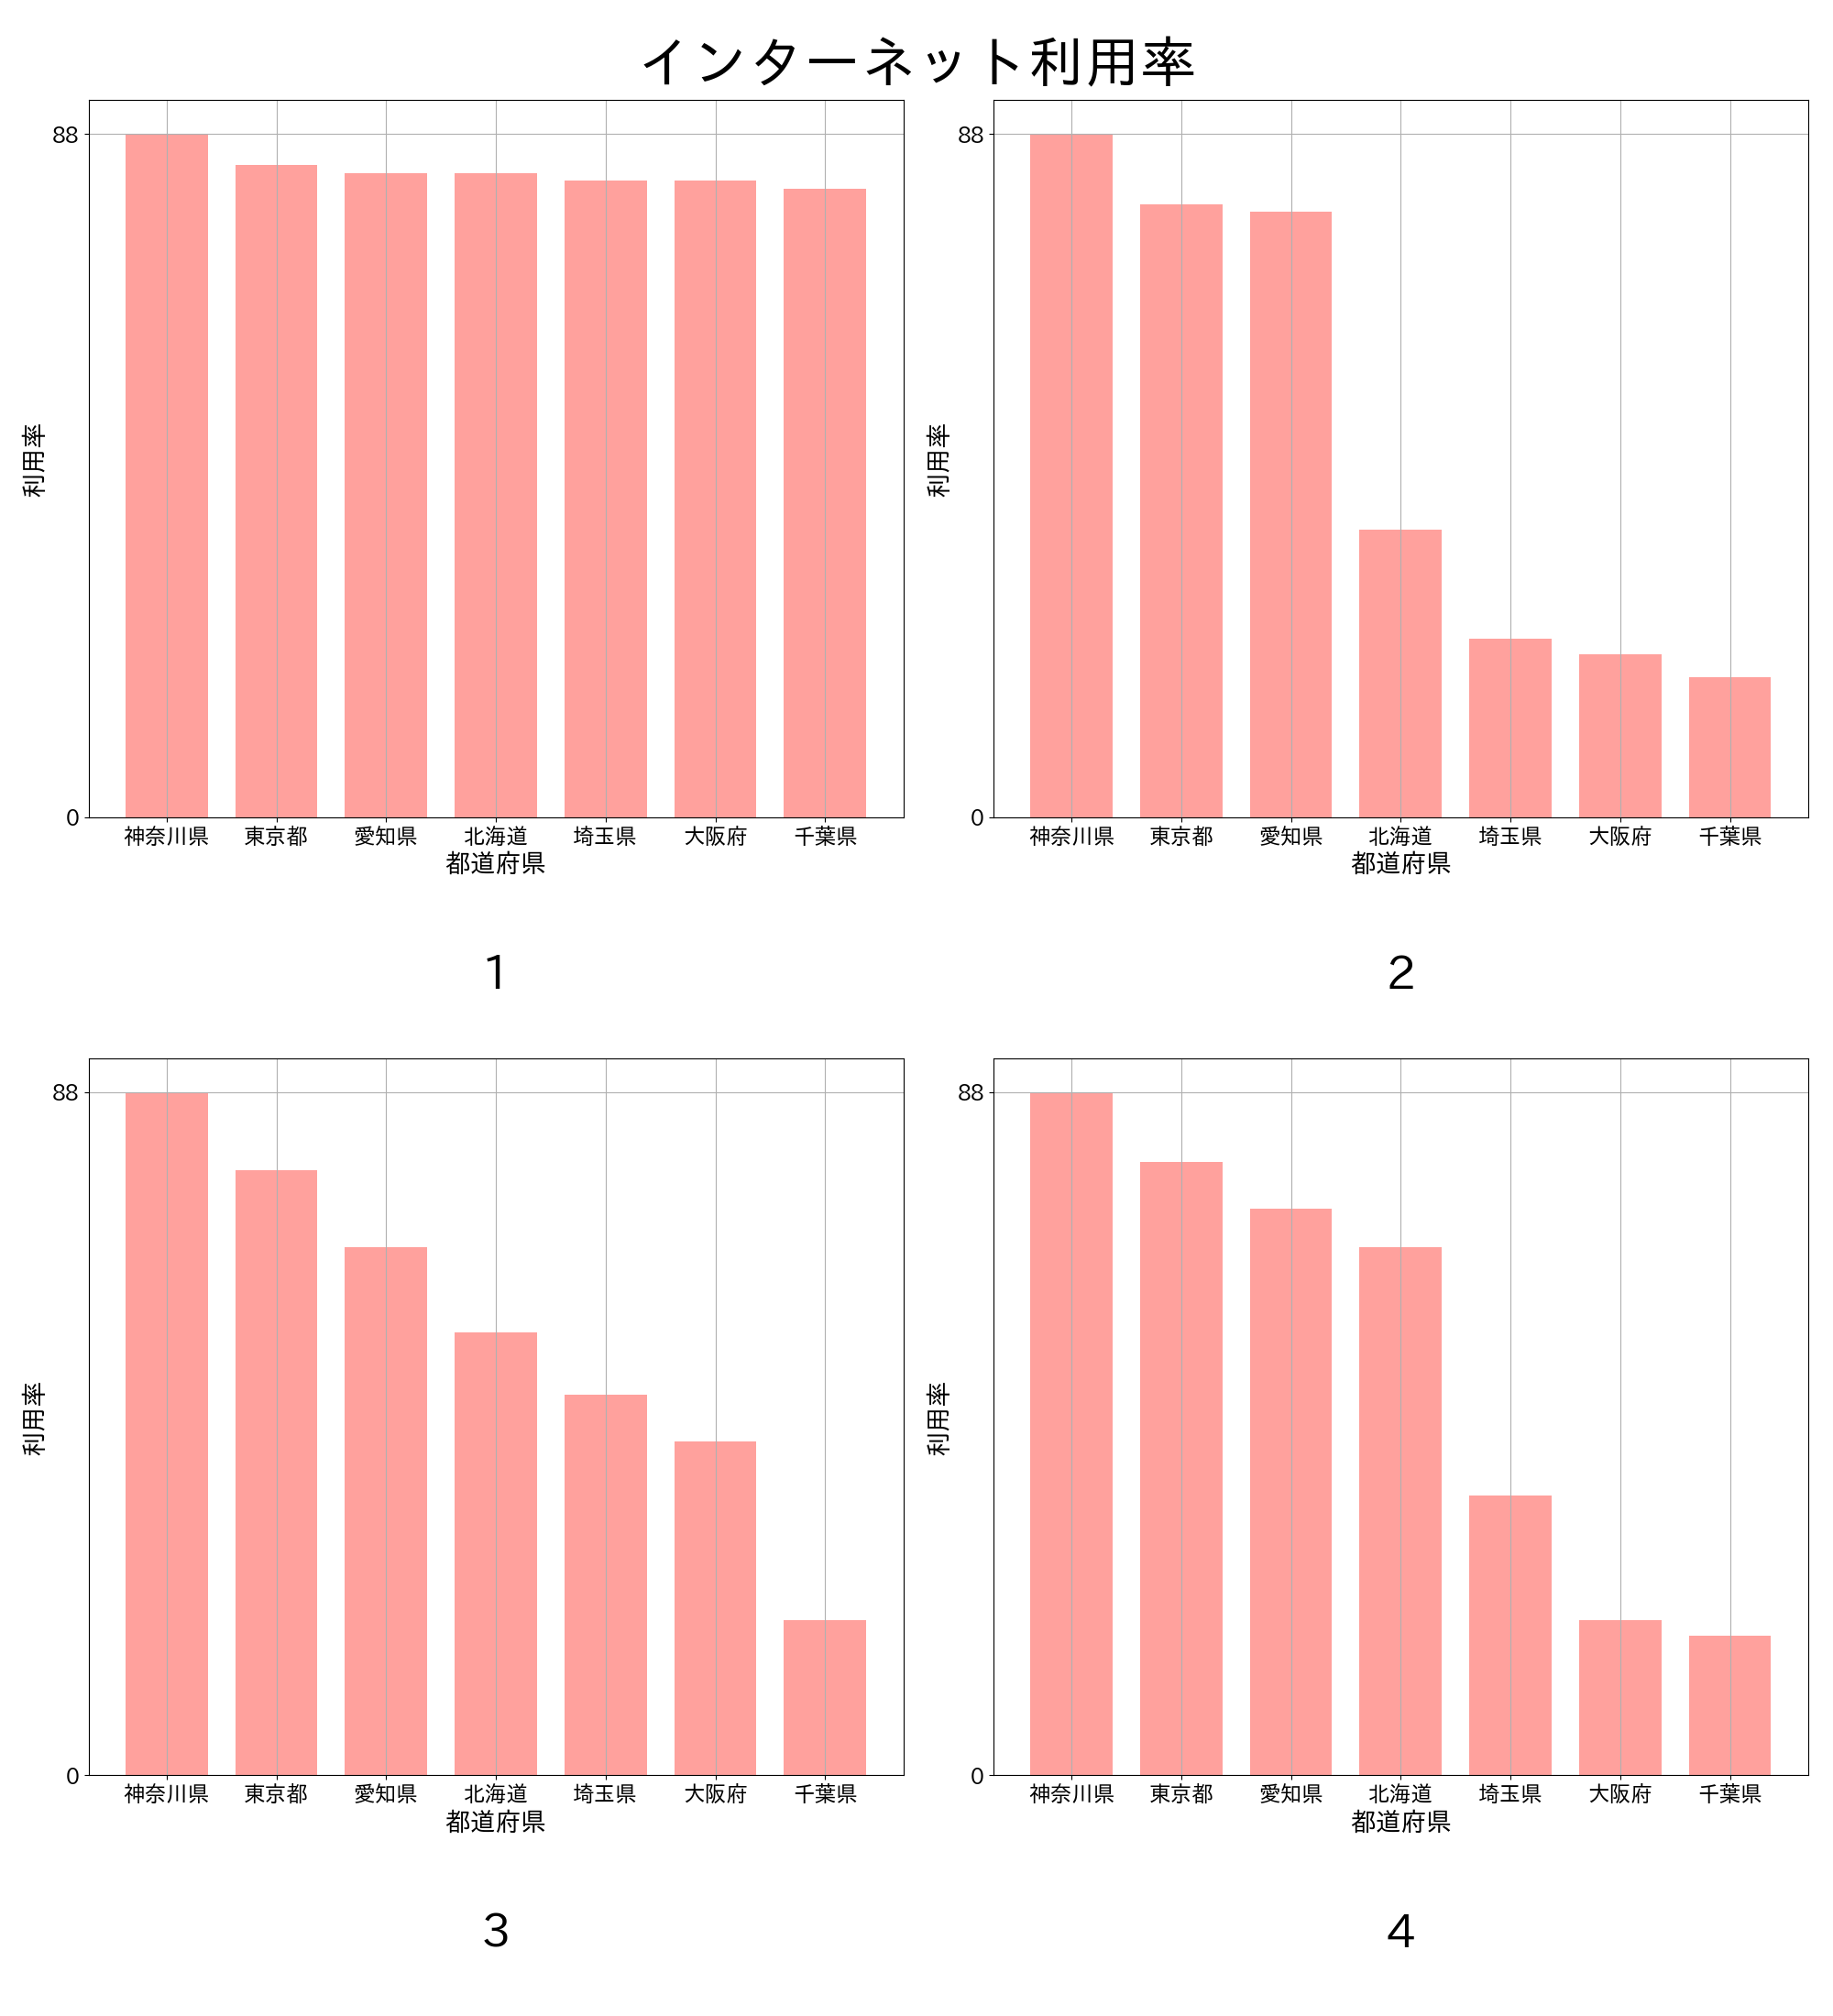 インターネット利用率
88
0
利用率
神奈川県 東京都 愛知県 北海道 埼玉県 大阪府 千葉県
都道府県
1
88
0
利用率
神奈川県 東京都 愛知県 北海道 埼玉県 大阪府 千葉県
都道府県
2
88
0
利用率
神奈川県 東京都 愛知県 北海道 埼玉県 大阪府 千葉県
都道府県
3
88
0
利用率
神奈川県 東京都 愛知県 北海道 埼玉県 大阪府 千葉県
都道府県
4